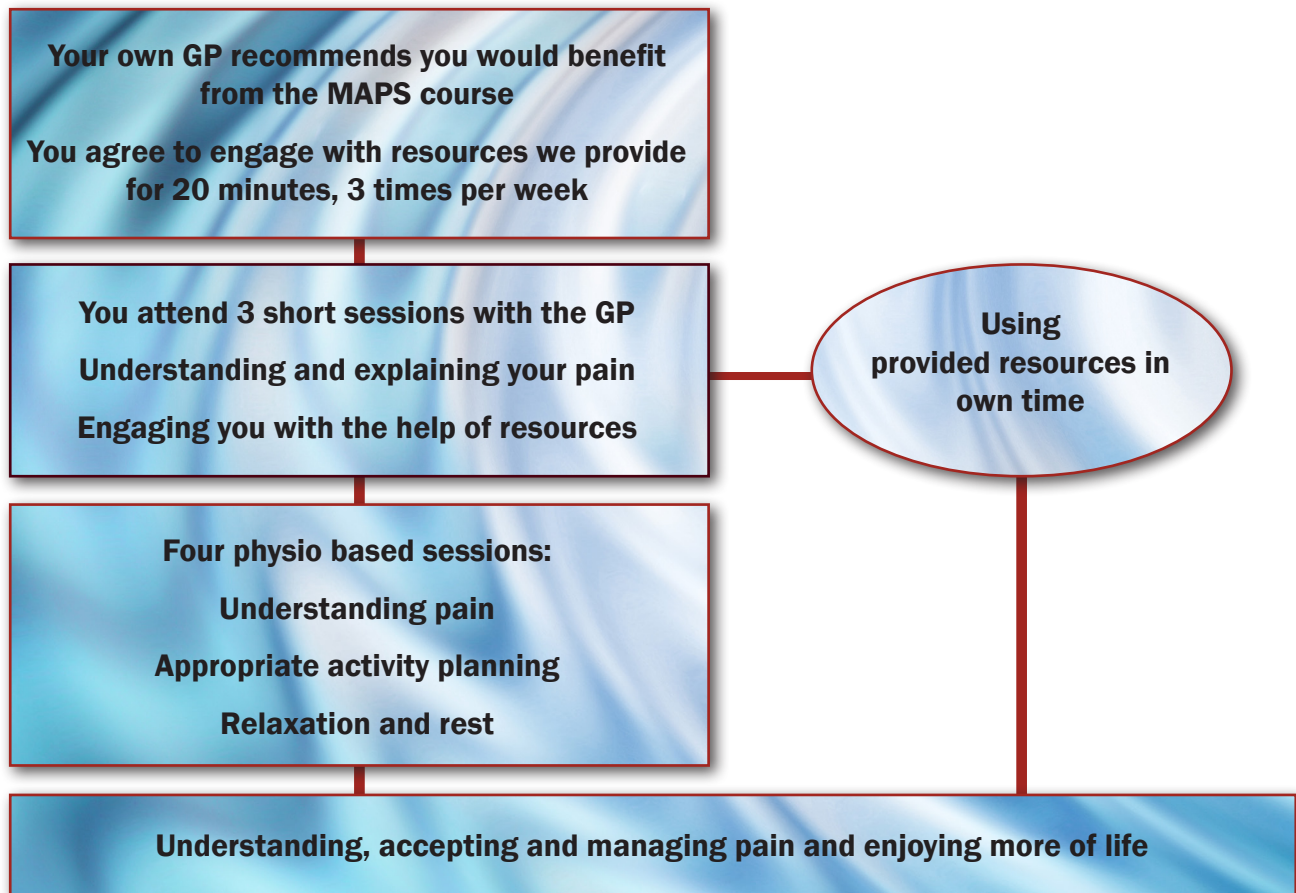 Your own GP recommends you would benefit
from the MAPS course
You agree to engage with resources we provide
for 20 minutes, 3 times per week
You attend 3 short sessions with the GP
Understanding and explaining your pain
Engaging you with the help of resources
Using
provided resources in
own time
Four physio based sessions:
Understanding pain
Appropriate activity planning
Relaxation and rest
Understanding, accepting and managing pain and enjoying more of life